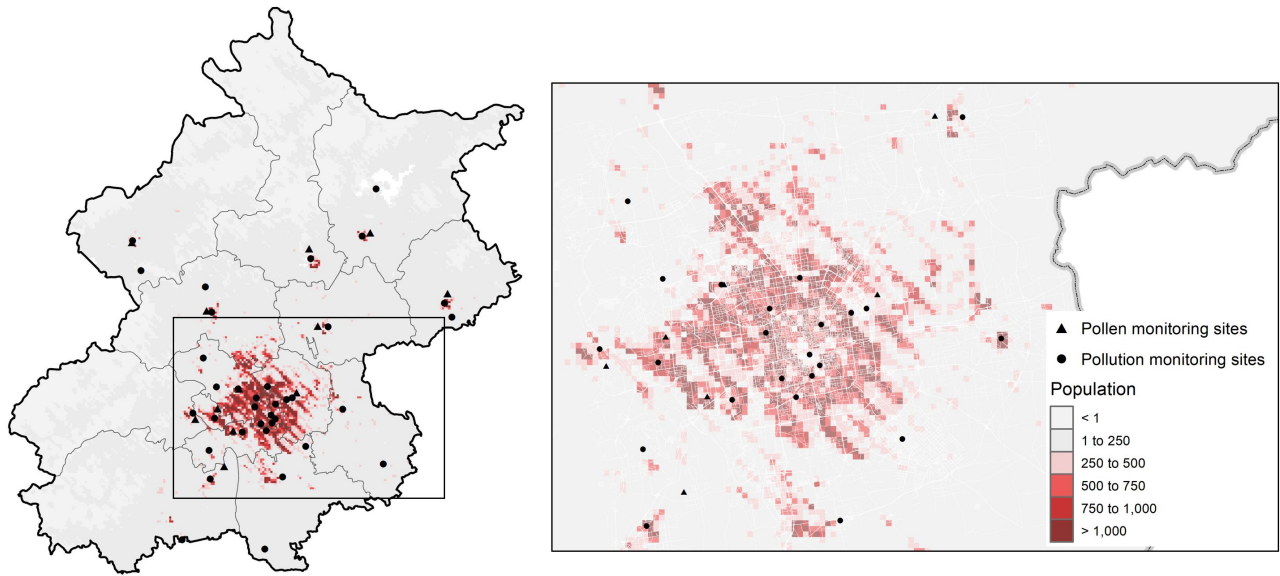 Pollen monitoring sites
Pollution monitoring sites
Population
< 1
1 to 250
250 to 500
500 to 750
750 to 1,000
> 1,000